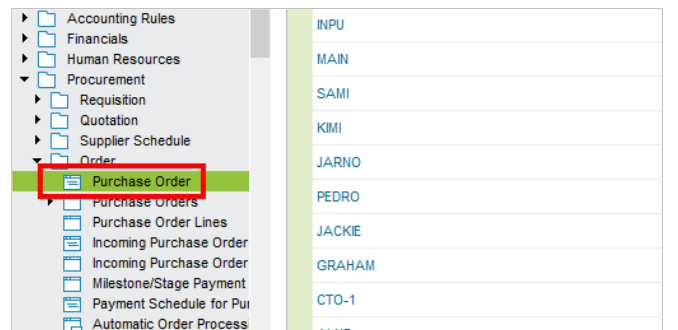 Accounting Rules
Financials
Human Resources
Procurement
Requisition
Quotation
Supplier Schedule
Order
Purchase Order
Purchase Orders
Purchase Order Lines
Incoming Purchase Order
Incoming Purchase Order
Milestone/Stage Payment
Payment Schedule for Pur
Automatic Order Process
INPU
MAIN
SAMI
KIMI
JARNO
PEDRO
JACKIE
GRAHAM
CTO-1